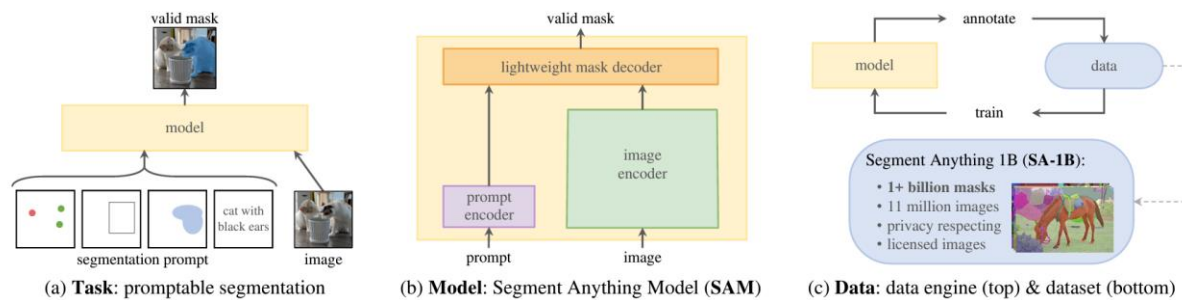 valid mask
model
cat with
black ears
segmentation prompt
image
(a) Task: promptable segmentation
valid mask
lightweight mask decoder
image
encoder
prompt
encoder
prompt
image
(b) Model: Segment Anything Model (SAM)
annotate
model
data
train
Segment Anything 1B (SA-1B):
• 1+ billion masks
• 11 million images
• privacy respecting
• licensed images
(c) Data: data engine (top) & dataset (bottom)